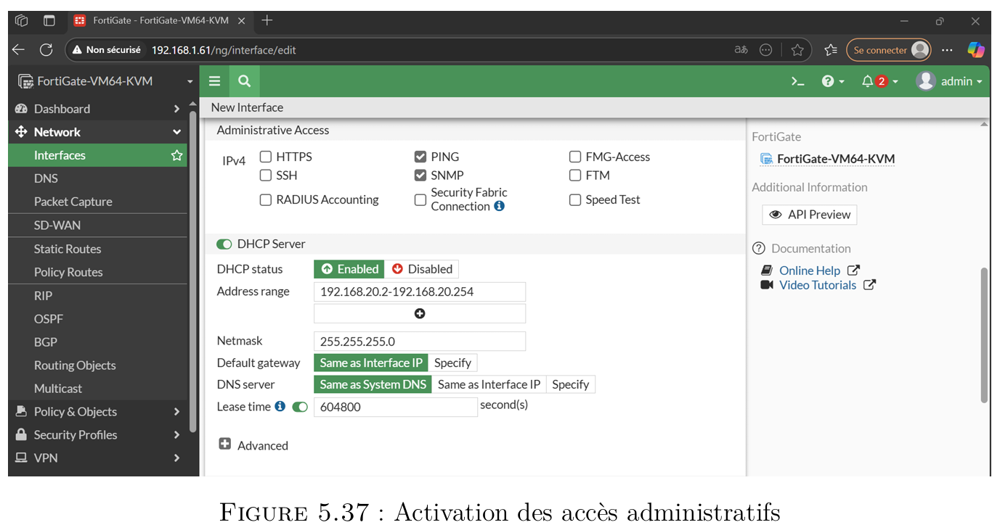 FortiGate - FortiGate-VM64-KVM
Non sécurisé 192.168.1.61/ng/interface/edit
aあ
Se connecter
FortiGate-VM64-KVM
2
admin
Dashboard
Network
Interfaces
DNS
Packet Capture
SD-WAN
Static Routes
Policy Routes
RIP
OSPF
BGP
Routing Objects
Multicast
Policy & Objects
Security Profiles
VPN
New Interface
Administrative Access
IPv4
HTTPS PING FMG-Access
SSH SNMP FTM
RADIUS Accounting Security Fabric Connection Speed Test
DHCP Server
DHCP status Enabled Disabled
Address range 192.168.20.2-192.168.20.254
Netmask 255.255.255.0
Default gateway Same as Interface IP Specify
DNS server Same as System DNS Same as Interface IP Specify
Lease time 604800 second(s)
Advanced
FortiGate
FortiGate-VM64-KVM
Additional Information
API Preview
Documentation
Online Help
Video Tutorials
FIGURE 5.37 : Activation des accès administratifs